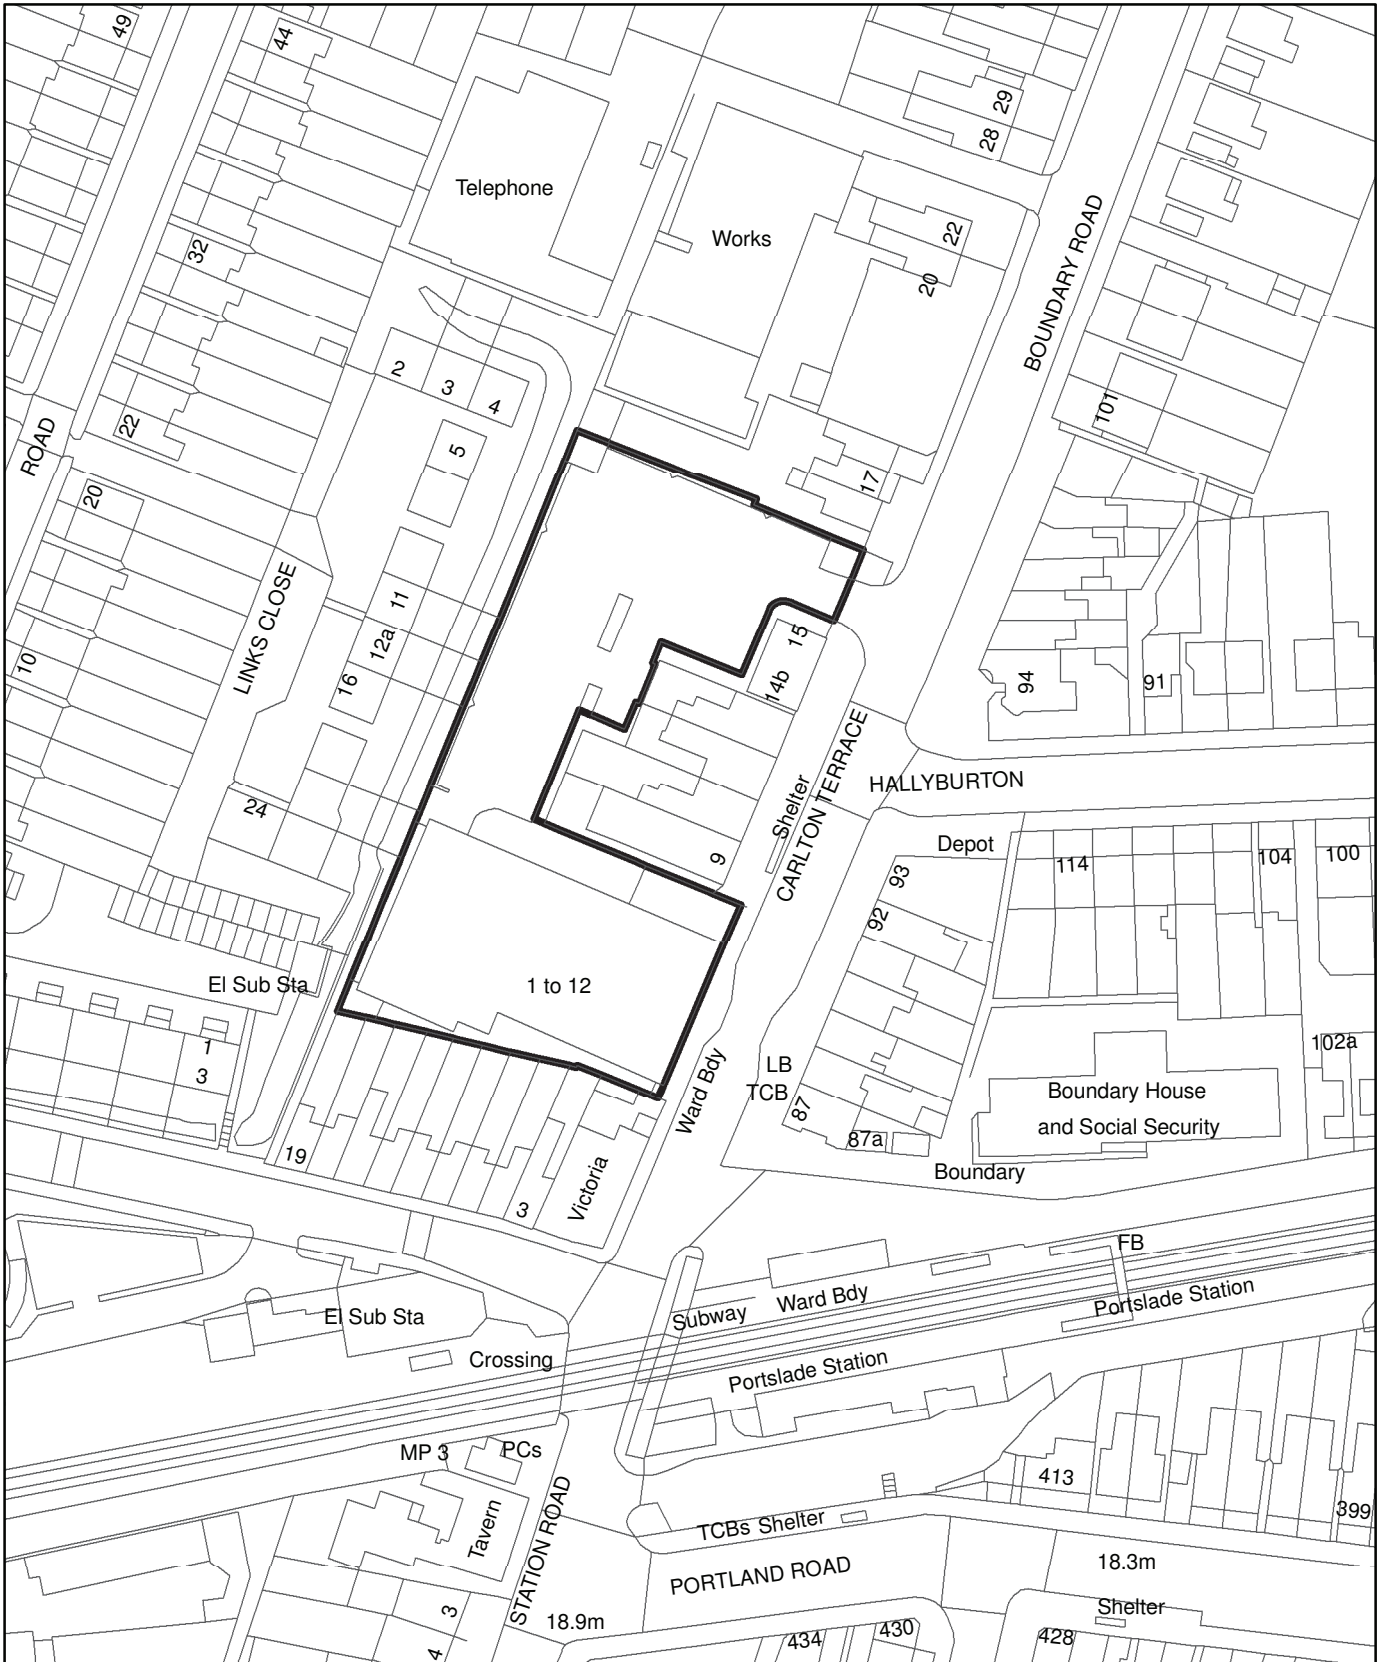 49
44
29
28
Telephone
Works
22
20
32
BOUNDARY ROAD
2
3
4
101
22
ROAD
5
17
20
LINKS CLOSE
11
12a
15
10
16
14b
94
91
CARLTON TERRACE
HALLYBURTON
Shelter
24
Depot
9
93
114
104
100
92
El Sub Sta
1 to 12
1
3
LB
TCB
Ward Bdy
102a
Boundary House
and Social Security
87
87a
19
Boundary
Victoria
3
FB
El Sub Sta
Subway
Ward Bdy
Portslade Station
Crossing
Portslade Station
MP 3
PCs
413
399
Tavern
STATION ROAD
TCBs
Shelter
PORTLAND ROAD
18.3m
3
18.9m
Shelter
4
434
430
428